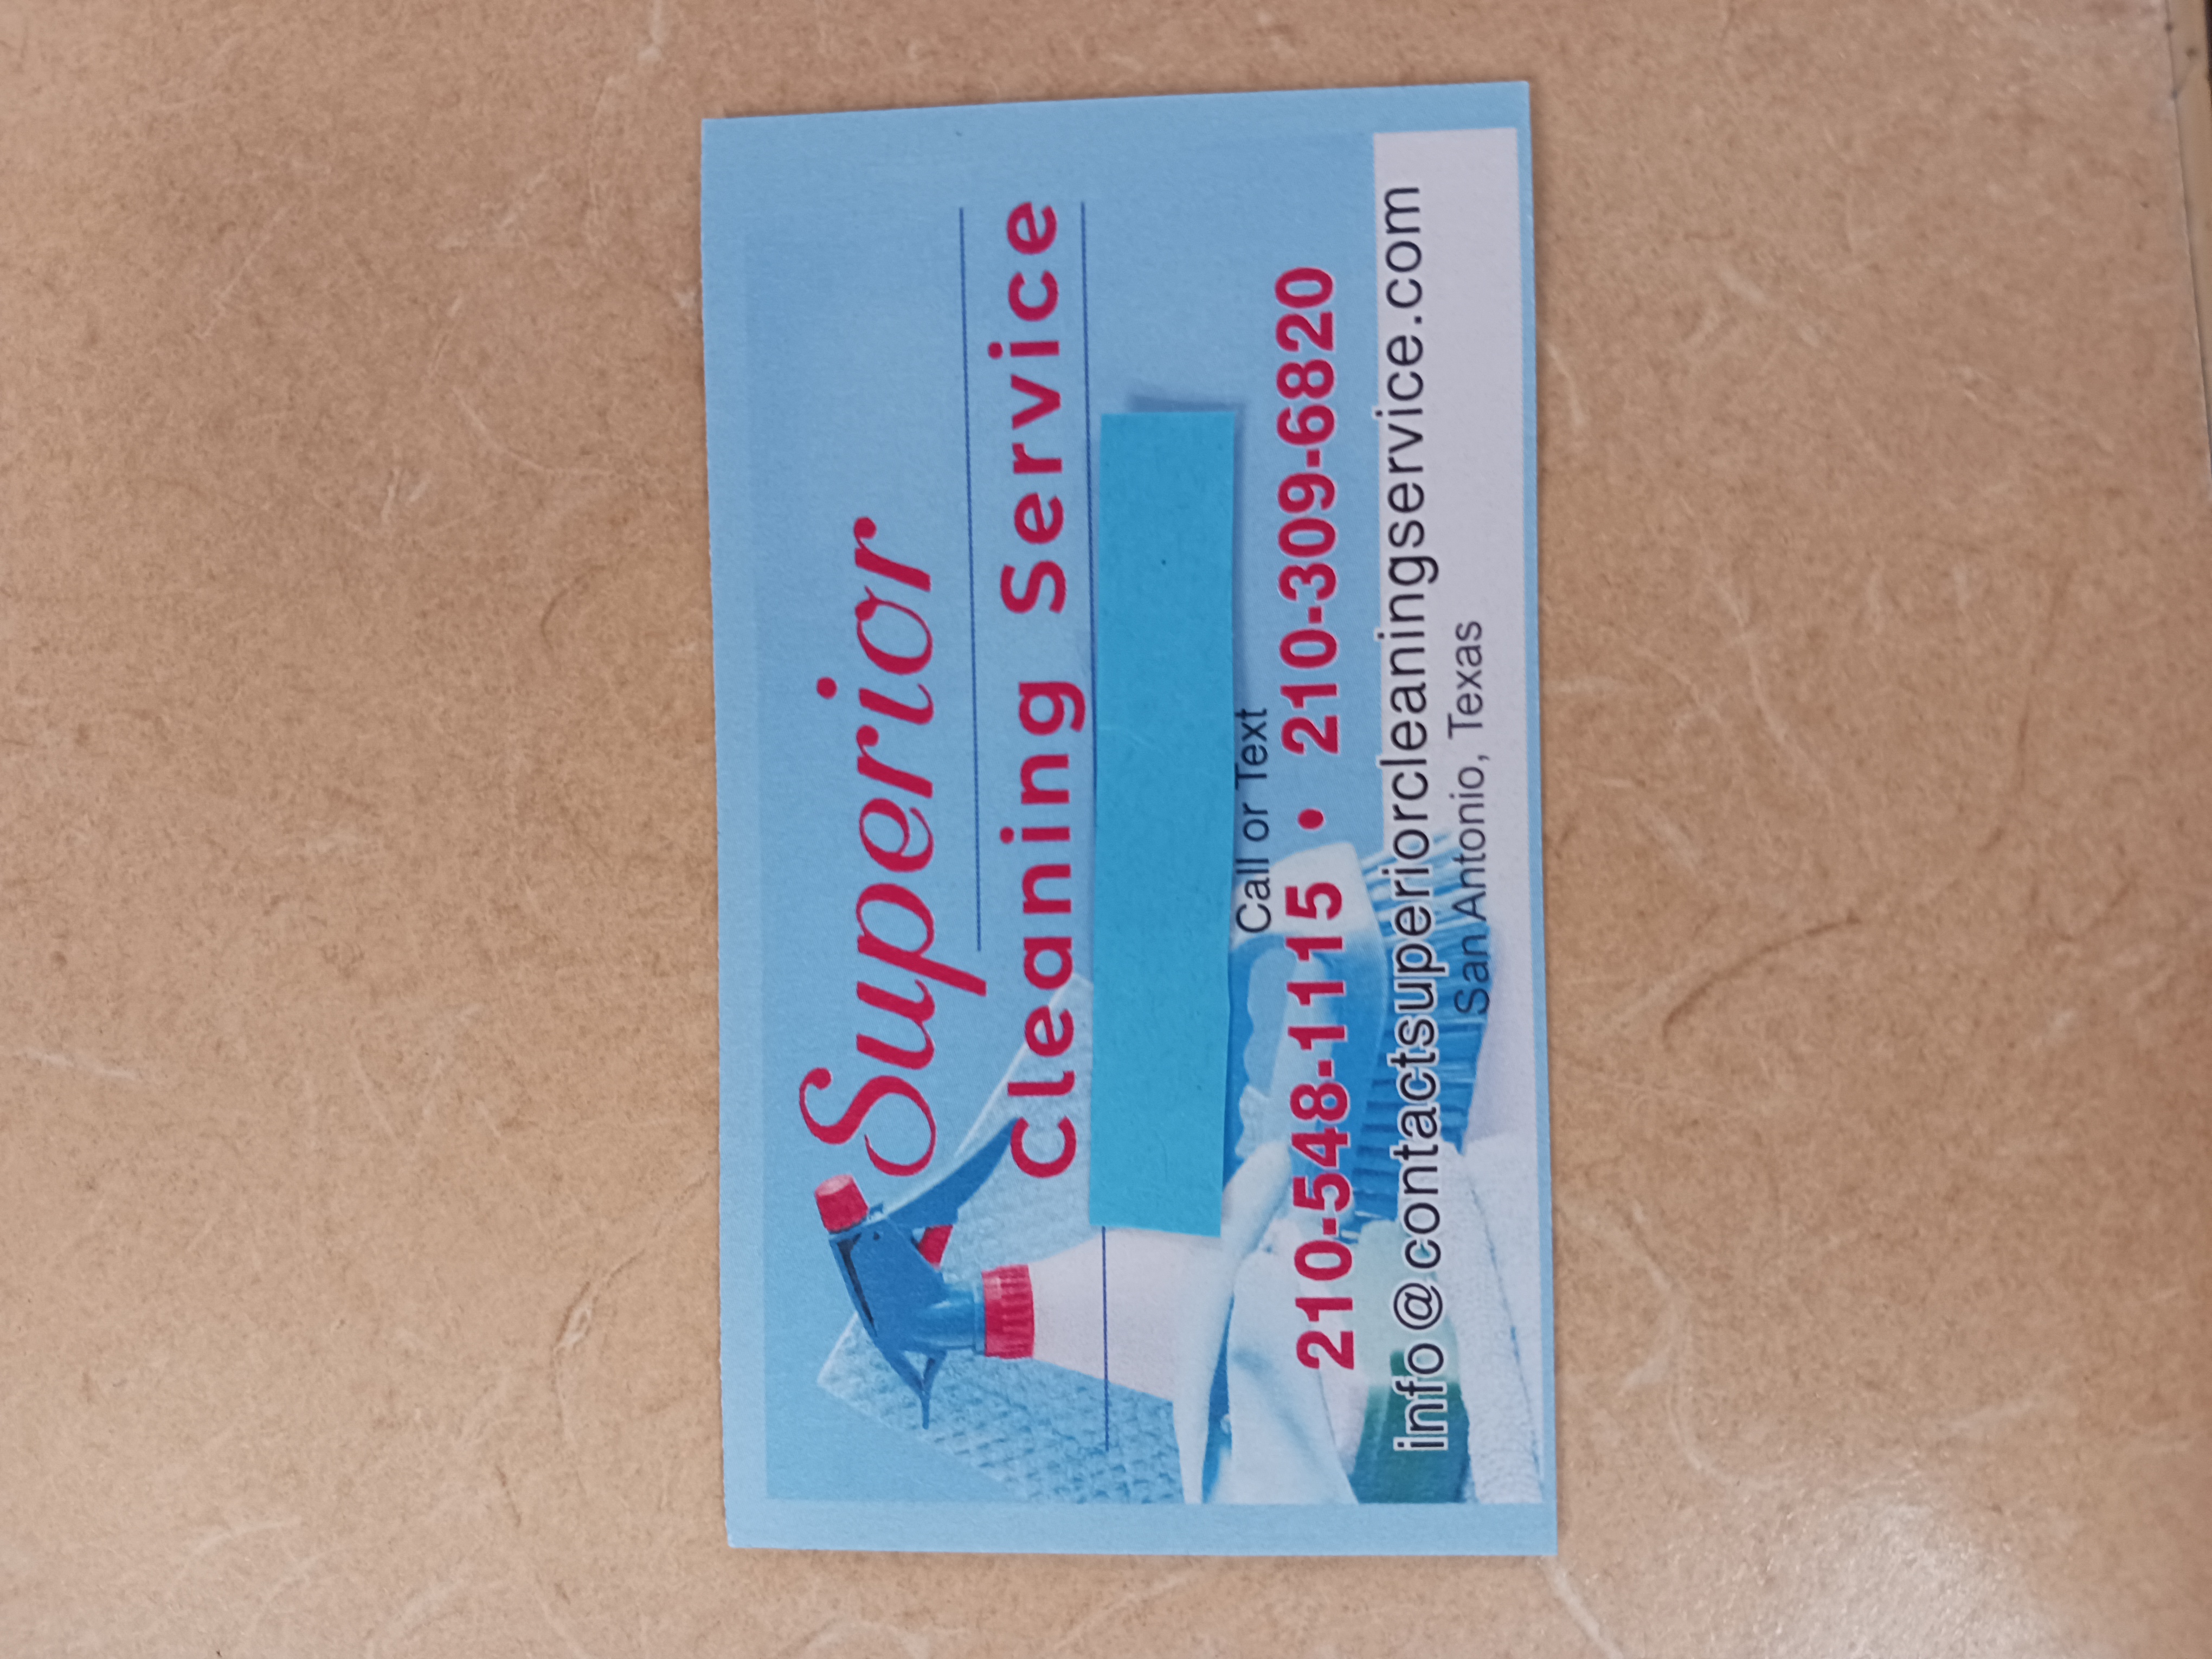 Superior
Cleaning Service
Call or Text
210-548-1115 • 210-309-6820
info@contactsuperiorcleaningservice.com
San Antonio, Texas